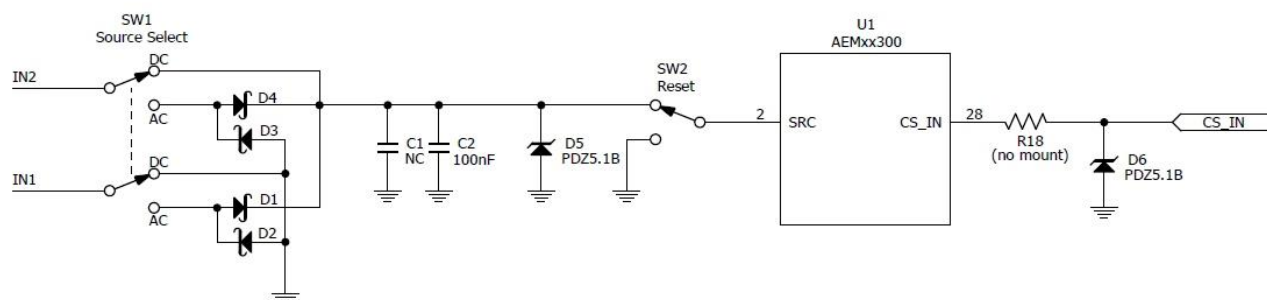 SW1
Source Select
DC
IN2
D4
AC
D3
DC
IN1
D1
AC
D2
C1
NC
C2
100nF
D5
PDZ5.1B
SW2
Reset
U1
AEMxx300
2
SRC
CS_IN
28
R18
(no mount)
CS_IN
D6
PDZ5.1B